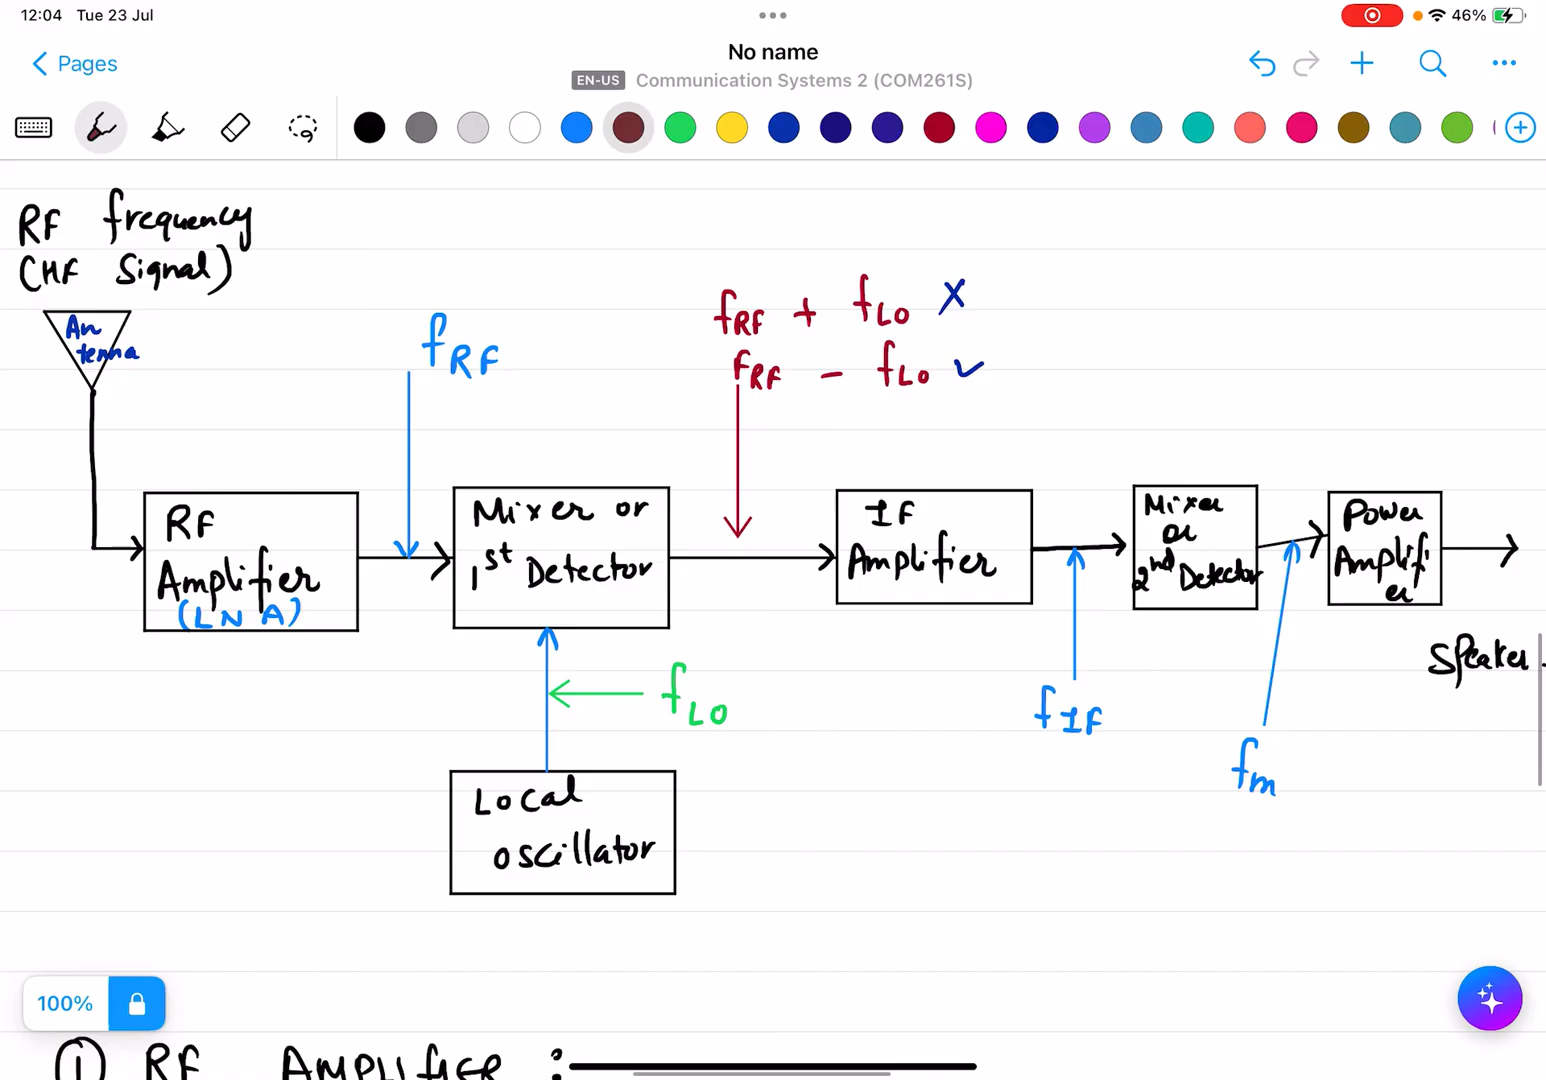 12:04 Tue 23 Jul
46%
Pages
No name
EN-US Communication Systems 2 (COM261S)
RF frequency
(HF Signal)
An
tenna
fRF
fRF + fLO X
fRF - fLO ✓
RF
Amplifier
(LNA)
Mixer or
1st Detector
IF
Amplifier
Mixer
or
2nd Detector
Power
Amplifi
er
Speaker
fLO
fIF
fm
Local
oscillator
100%
① RF AMPLIFIER :